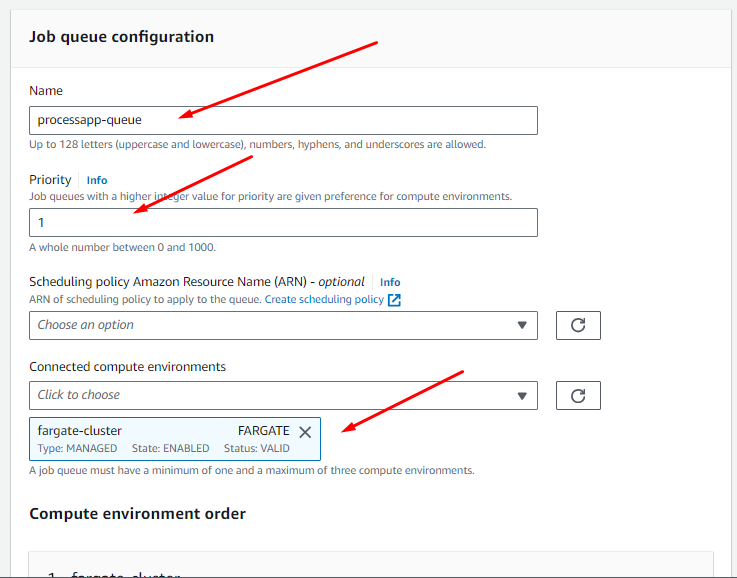 Job queue configuration
Name
processapp-queue
Up to 128 letters (uppercase and lowercase), numbers, hyphens, and underscores are allowed.
Priority Info
Job queues with a higher integer value for priority are given preference for compute environments.
1
A whole number between 0 and 1000.
Scheduling policy Amazon Resource Name (ARN) - optional Info
ARN of scheduling policy to apply to the queue. Create scheduling policy
Choose an option
Connected compute environments
Click to choose
fargate-cluster FARGATE
Type: MANAGED State: ENABLED Status: VALID
A job queue must have a minimum of one and a maximum of three compute environments.
Compute environment order
1. fargate-cluster